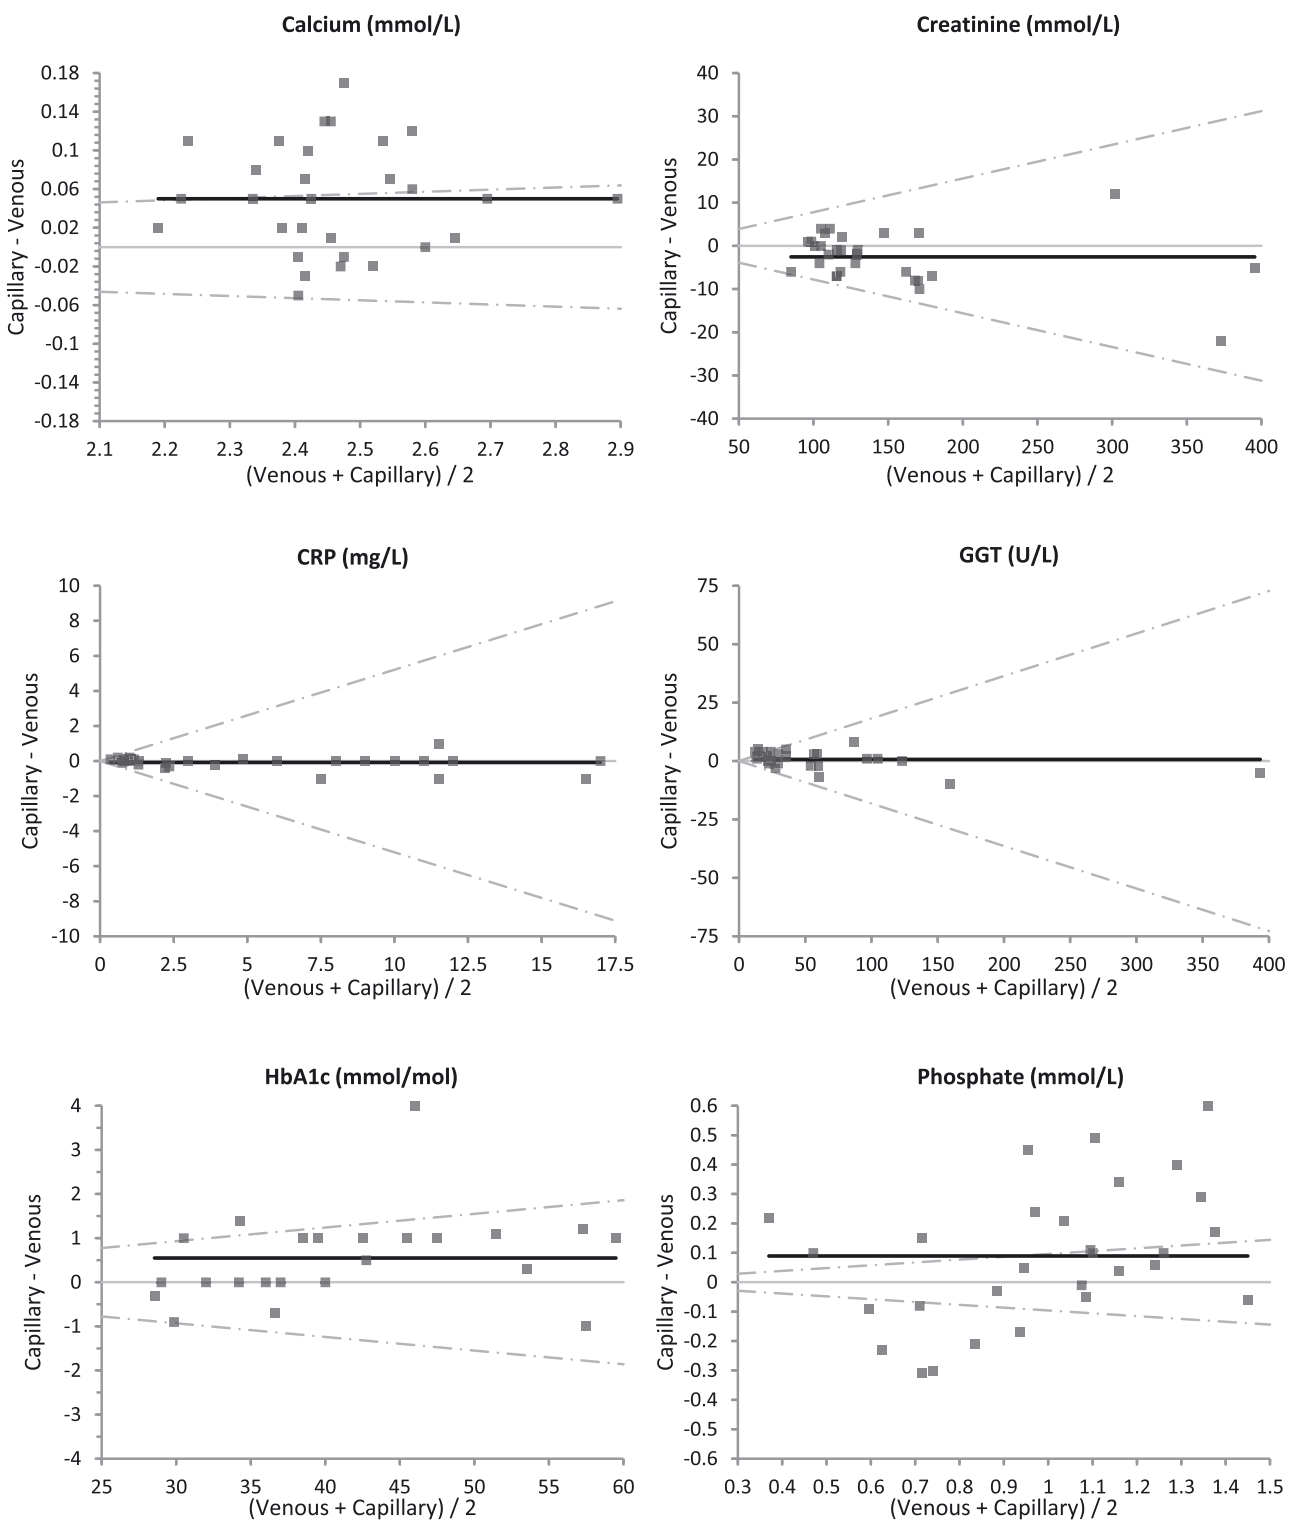 Calcium (mmol/L)
Capillary - Venous
0.18
0.14
0.1
0.06
0.02
-0.02
-0.06
-0.1
-0.14
-0.18
2.1 2.2 2.3 2.4 2.5 2.6 2.7 2.8 2.9
(Venous + Capillary) / 2
Creatinine (mmol/L)
Capillary - Venous
40
30
20
10
0
-10
-20
-30
-40
50 100 150 200 250 300 350 400
(Venous + Capillary) / 2
CRP (mg/L)
Capillary - Venous
10
8
6
4
2
0
-2
-4
-6
-8
-10
0 2.5 5 7.5 10 12.5 15 17.5
(Venous + Capillary) / 2
GGT (U/L)
Capillary - Venous
75
50
25
0
-25
-50
-75
0 50 100 150 200 250 300 350 400
(Venous + Capillary) / 2
HbA1c (mmol/mol)
Capillary - Venous
4
3
2
1
0
-1
-2
-3
-4
25 30 35 40 45 50 55 60
(Venous + Capillary) / 2
Phosphate (mmol/L)
Capillary - Venous
0.6
0.5
0.4
0.3
0.2
0.1
0
-0.1
-0.2
-0.3
-0.4
-0.5
-0.6
0.3 0.4 0.5 0.6 0.7 0.8 0.9 1 1.1 1.2 1.3 1.4 1.5
(Venous + Capillary) / 2